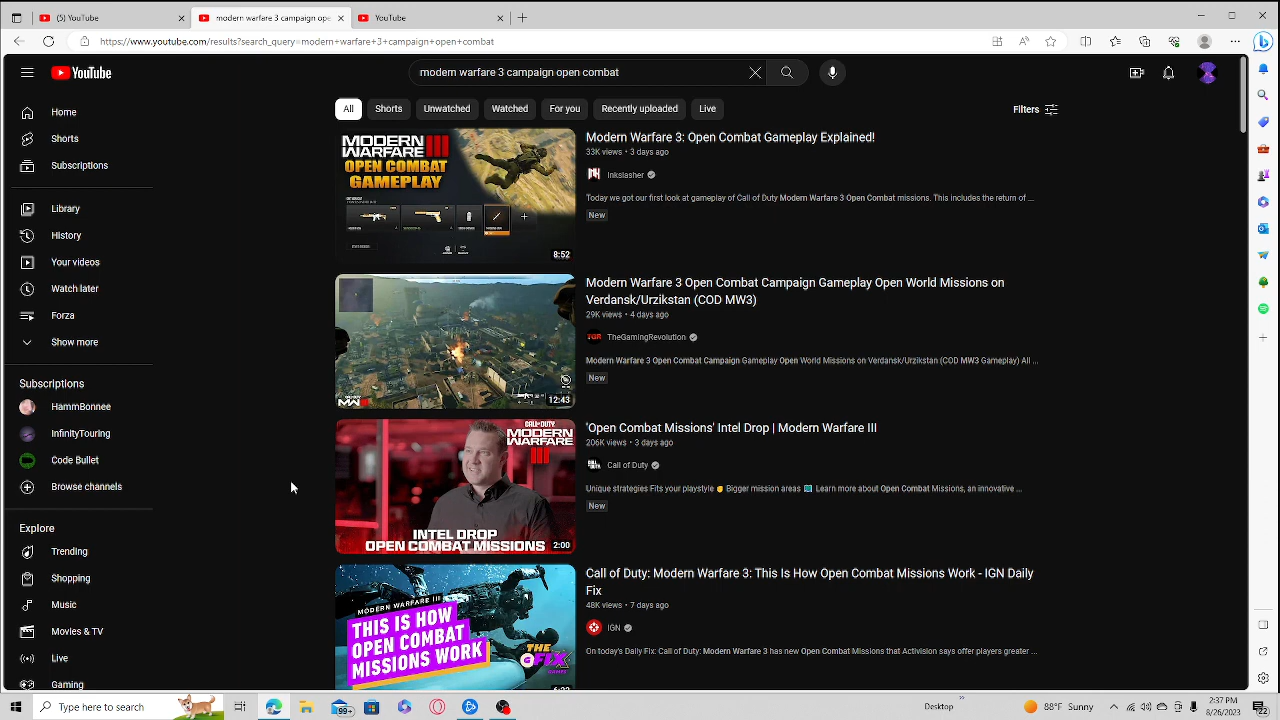 (5) YouTube
modern warfare 3 campaign ope
YouTube
https://www.youtube.com/results?search_query=modern+warfare+3+campaign+open+combat
YouTube
modern warfare 3 campaign open combat
All
Shorts
Unwatched
Watched
For you
Recently uploaded
Live
Filters
Home
Shorts
Subscriptions
Library
History
Your videos
Watch later
Forza
Show more
Subscriptions
HammBonnee
InfinityTouring
Code Bullet
Browse channels
Explore
Trending
Shopping
Music
Movies & TV
Live
Gaming
MODERN
WARFARE III
OPEN COMBAT
GAMEPLAY
8:52
Modern Warfare 3: Open Combat Gameplay Explained!
33K views • 3 days ago
Inkslasher
Today we got our first look at gameplay of Call of Duty Modern Warfare 3 Open Combat missions. This includes the return of ...
New
12:43
Modern Warfare 3 Open Combat Campaign Gameplay Open World Missions on
Verdansk/Urzikstan (COD MW3)
29K views • 4 days ago
TGR
TheGamingRevolution
Modern Warfare 3 Open Combat Campaign Gameplay Open World Missions on Verdansk/Urzikstan (COD MW3 Gameplay) All ...
New
CALL OF DUTY
MODERN
WARFARE
III
INTEL DROP
OPEN COMBAT MISSIONS
2:00
'Open Combat Missions' Intel Drop | Modern Warfare III
206K views • 3 days ago
Call of Duty
Unique strategies Fits your playstyle Bigger mission areas Learn more about Open Combat Missions, an innovative ...
New
MODERN WARFARE III
THIS IS HOW
OPEN COMBAT
MISSIONS WORK
THE
FIX
GAMES
Call of Duty: Modern Warfare 3: This Is How Open Combat Missions Work - IGN Daily
Fix
48K views • 7 days ago
IGN
On today's Daily Fix: Call of Duty: Modern Warfare 3 has new Open Combat Missions that Activision says offer players greater ...
Type here to search
99+
Desktop
88°F Sunny
2:37 PM
8/26/2023
22